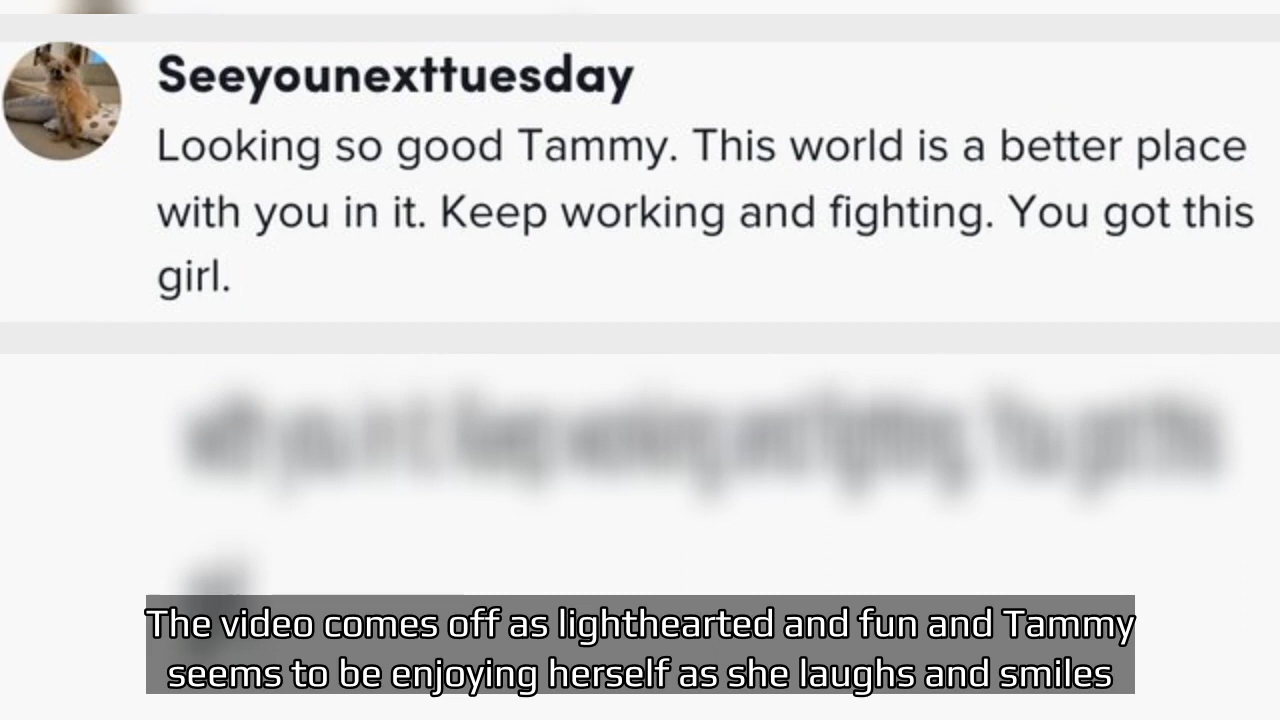 Seeyounexttuesday
Looking so good Tammy. This world is a better place
with you in it. Keep working and fighting. You got this
girl.
The video comes off as lighthearted and fun and Tammy
seems to be enjoying herself as she laughs and smiles